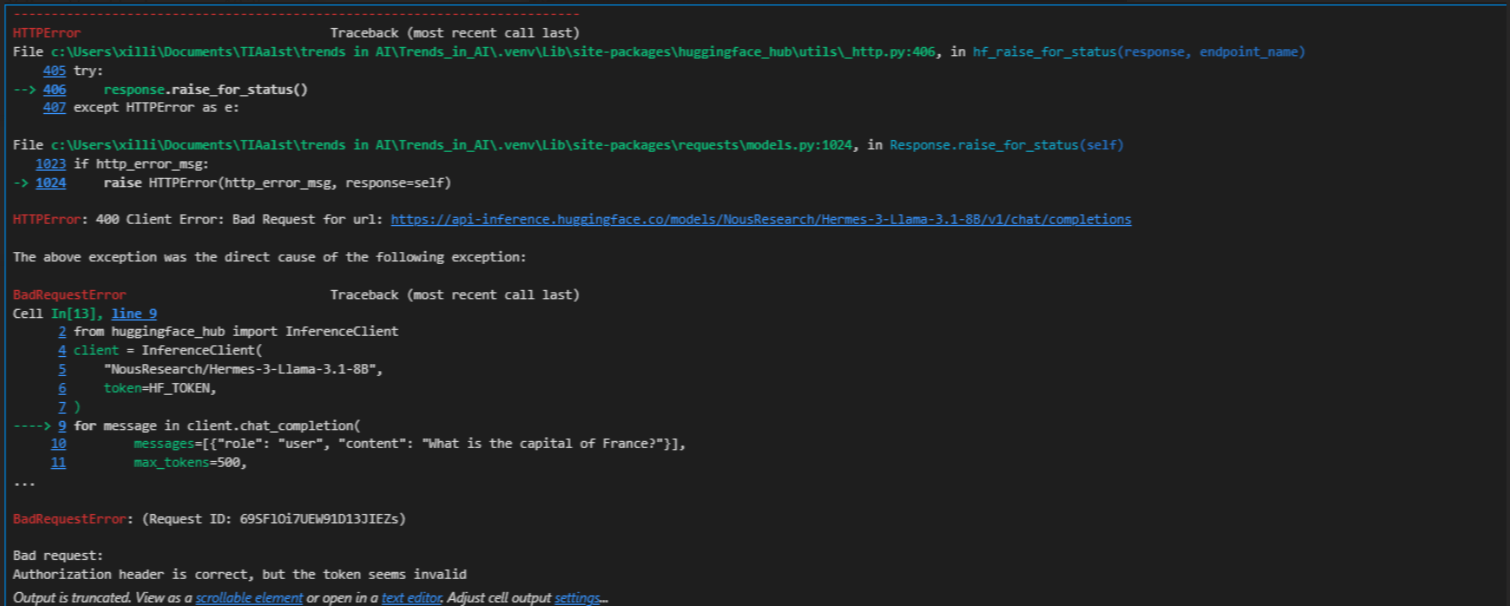 ---------------------------------------------------------------------------
HTTPError                                 Traceback (most recent call last)
File c:\Users\xilli\Documents\TIAalst\trends in AI\Trends_in_AI\.venv\Lib\site-packages\huggingface_hub\utils\_http.py:406, in hf_raise_for_status(response, endpoint_name)
    405 try:
--> 406     response.raise_for_status()
    407 except HTTPError as e:
File c:\Users\xilli\Documents\TIAalst\trends in AI\Trends_in_AI\.venv\Lib\site-packages\requests\models.py:1024, in Response.raise_for_status(self)
   1023 if http_error_msg:
-> 1024     raise HTTPError(http_error_msg, response=self)
HTTPError: 400 Client Error: Bad Request for url: https://api-inference.huggingface.co/models/NousResearch/Hermes-3-Llama-3.1-8B/v1/chat/completions
The above exception was the direct cause of the following exception:
BadRequestError                           Traceback (most recent call last)
Cell In[13], line 9
      2 from huggingface_hub import InferenceClient
      4 client = InferenceClient(
      5     "NousResearch/Hermes-3-Llama-3.1-8B",
      6     token=HF_TOKEN,
      7 )
----> 9 for message in client.chat_completion(
     10         messages=[{"role": "user", "content": "What is the capital of France?"}],
     11         max_tokens=500,
...
BadRequestError: (Request ID: 69SFlOi7UEW91D13JIEZs)
Bad request:
Authorization header is correct, but the token seems invalid
Output is truncated. View as a scrollable element or open in a text editor. Adjust cell output settings...